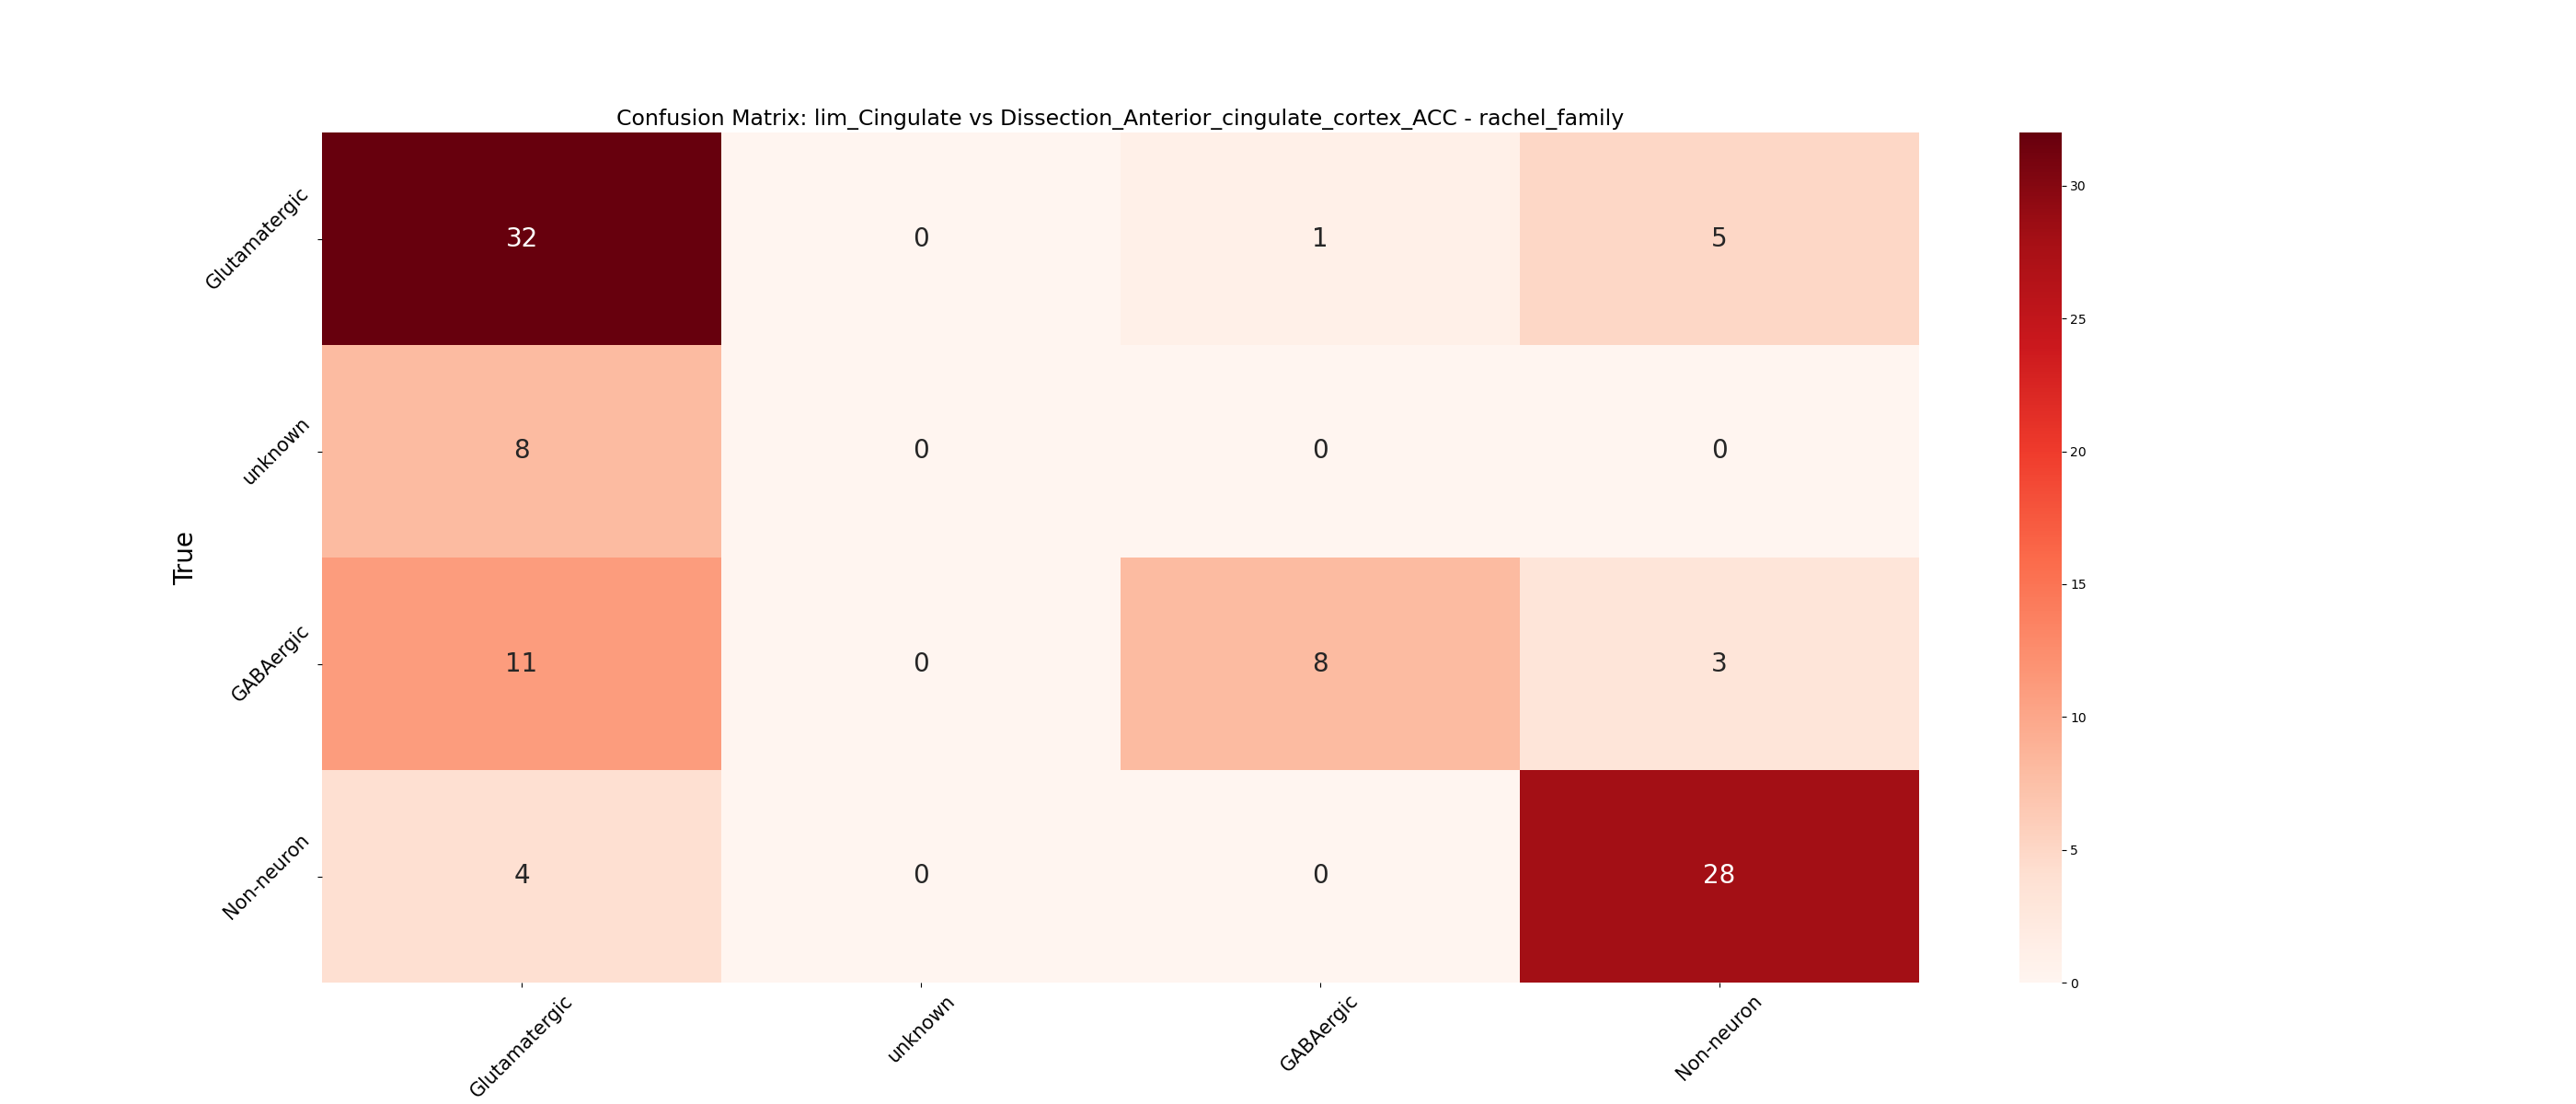 Confusion Matrix: lim_Cingulate vs Dissection_Anterior_cingulate_cortex_ACC - rachel_family
True
Glutamatergic
32
0
1
5
unknown
8
0
0
0
GABAergic
11
0
8
3
Non-neuron
4
0
0
28
Glutamatergic
unknown
GABAergic
Non-neuron
30
25
20
15
10
5
0